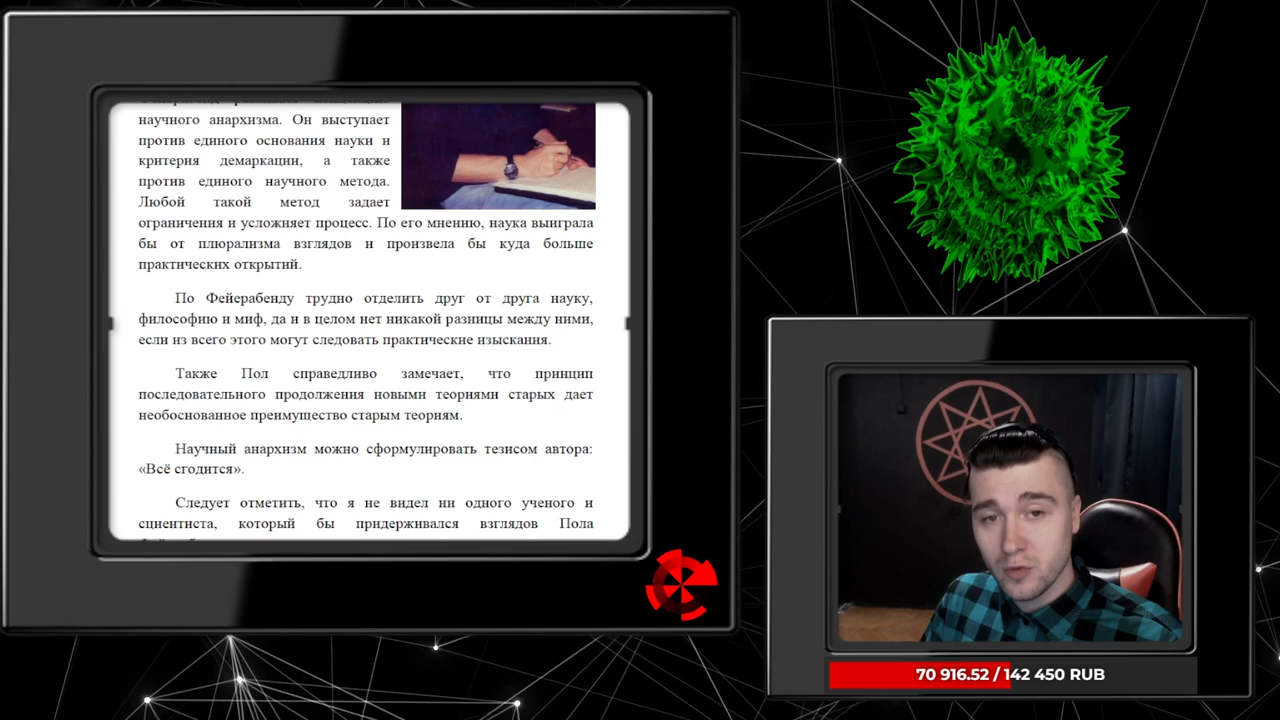 научного анархизма. Он выступает
против единого основания науки и
критерия демаркации, а также
против единого научного метода.
Любой такой метод задает
ограничения и усложняет процесс. По его мнению, наука выиграла
бы от плюрализма взглядов и произвела бы куда больше
практических открытий.
По Фейерабенду трудно отделить друг от друга науку,
философию и миф, да и в целом нет никакой разницы между ними,
если из всего этого могут следовать практические изыскания.
Также Пол справедливо замечает, что принцип
последовательного продолжения новыми теориями старых дает
необоснованное преимущество старым теориям.
Научный анархизм можно сформулировать тезисом автора:
«Всё сгодится».
Следует отметить, что я не видел ни одного ученого и
сциентиста, который бы придерживался взглядов Пола
70 916.52 / 142 450 RUB